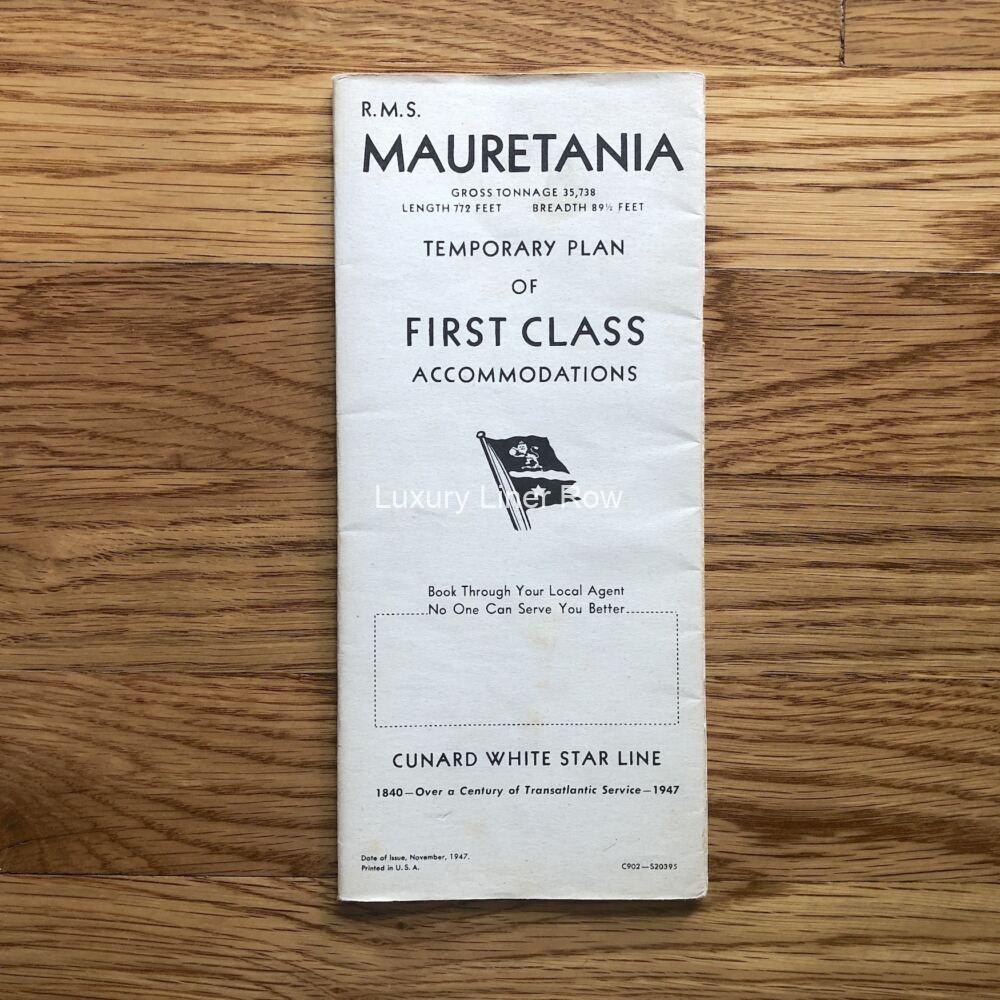 R.M.S.
MAURETANIA
GROSS TONNAGE 35,738
LENGTH 772 FEET BREADTH 89½ FEET
TEMPORARY PLAN
OF
FIRST CLASS
ACCOMMODATIONS
Luxury Liner Row
Book Through Your Local Agent
No One Can Serve You Better
CUNARD WHITE STAR LINE
1840—Over a Century of Transatlantic Service—1947
Date of Issue, November, 1947.
Printed in U. S. A.
C902—S20395